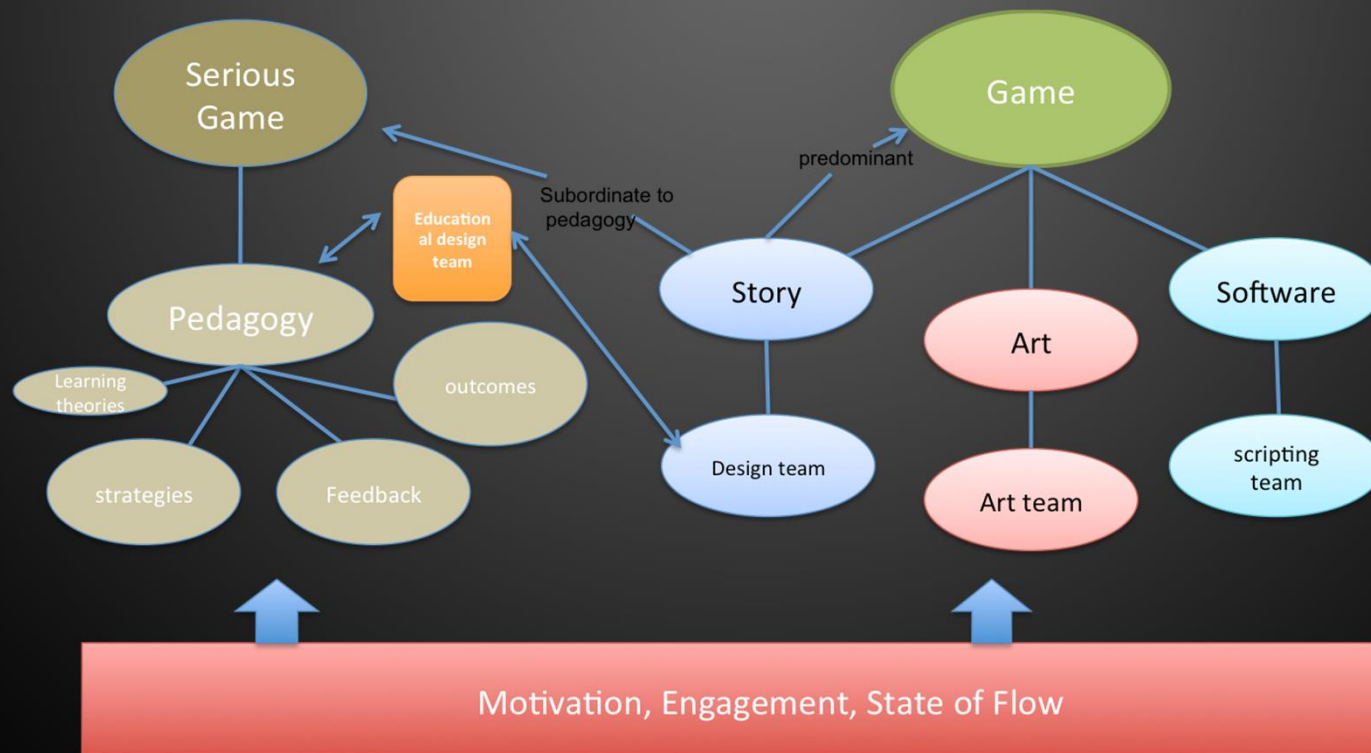 Serious
Game
Game
predominant
Subordinate to
pedagogy
Education
al design
team
Pedagogy
Story
Art
Software
Learning
theories
outcomes
strategies
Feedback
Design team
Art team
scripting
team
Motivation, Engagement, State of Flow